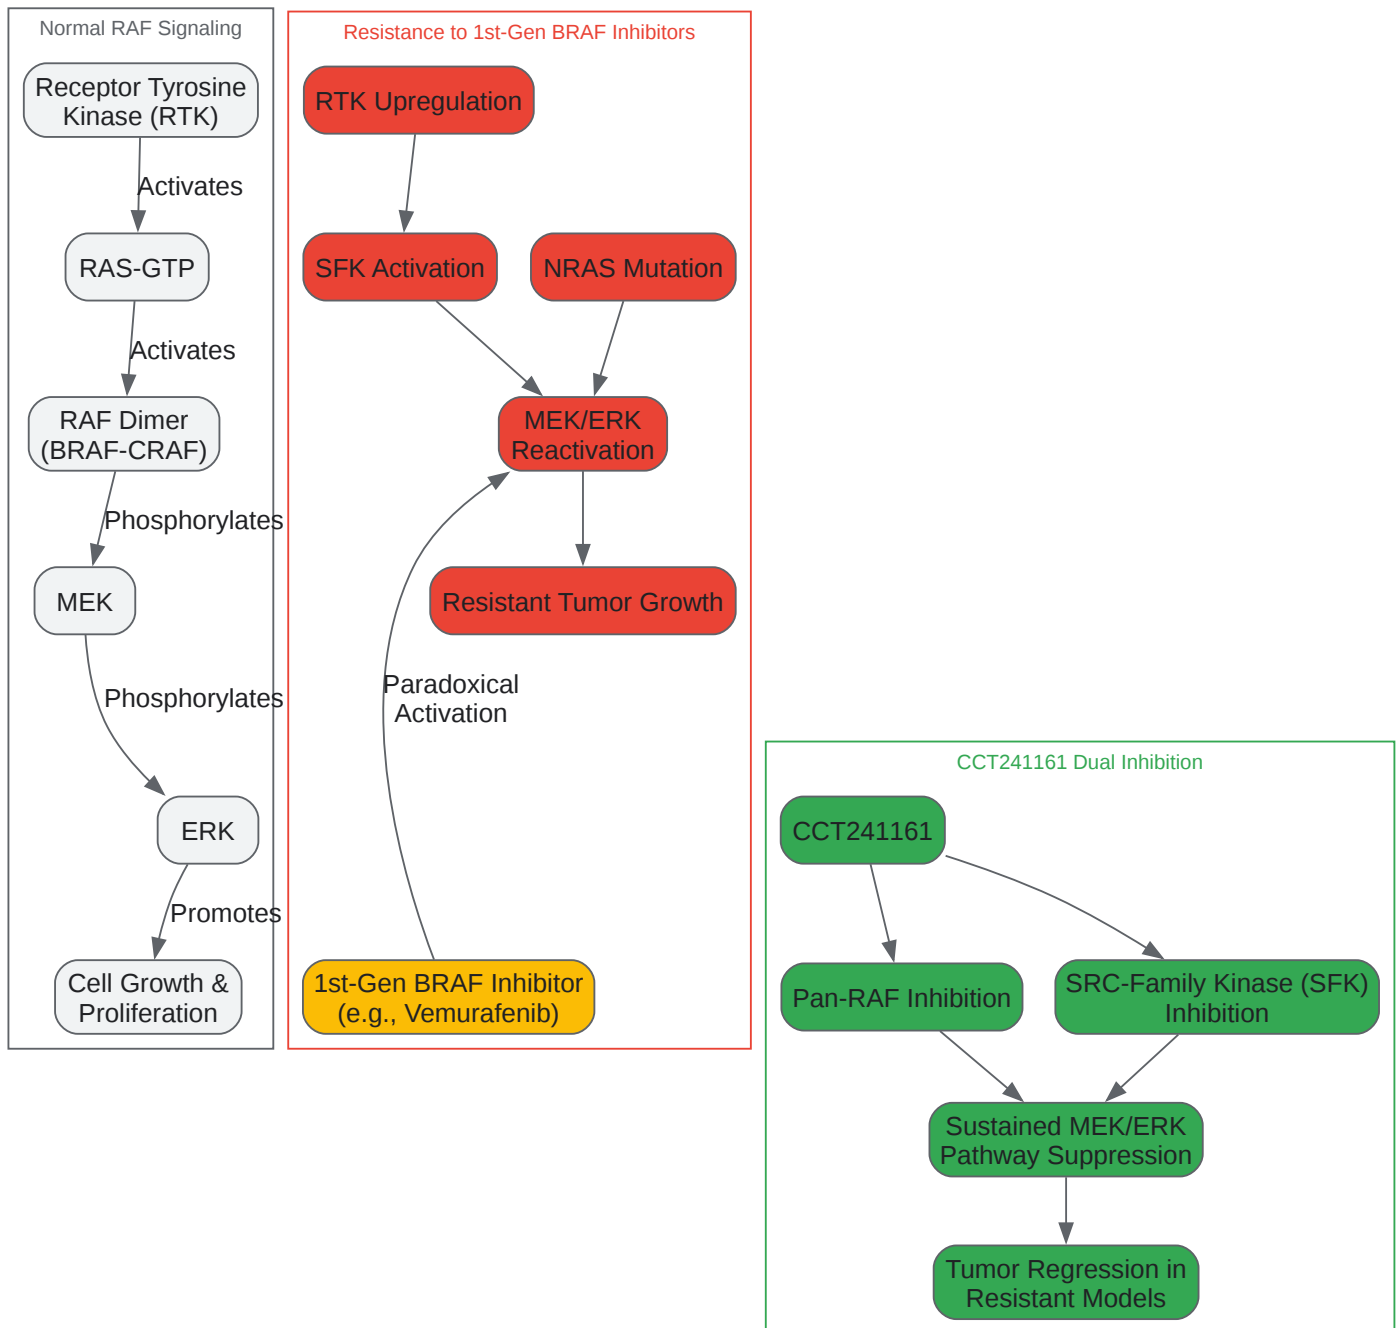 Normal RAF Signaling
Receptor Tyrosine
Kinase (RTK)
Activates
RAS-GTP
Activates
RAF Dimer
(BRAF-CRAF)
Phosphorylates
MEK
Phosphorylates
ERK
Promotes
Cell Growth &
Proliferation
Resistance to 1st-Gen BRAF Inhibitors
RTK Upregulation
SFK Activation
NRAS Mutation
MEK/ERK
Reactivation
Resistant Tumor Growth
Paradoxical
Activation
1st-Gen BRAF Inhibitor
(e.g., Vemurafenib)
CCT241161 Dual Inhibition
CCT241161
Pan-RAF Inhibition
SRC-Family Kinase (SFK)
Inhibition
Sustained MEK/ERK
Pathway Suppression
Tumor Regression in
Resistant Models